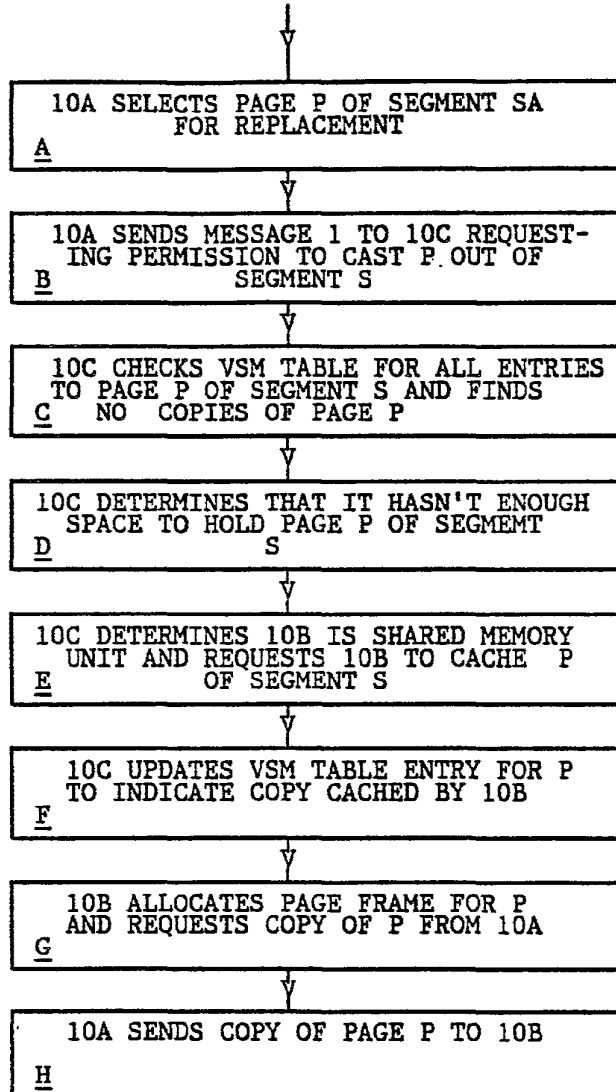 10A SELECTS PAGE P OF SEGMENT SA
FOR REPLACEMENT
A
10A SENDS MESSAGE 1 TO 10C REQUEST-
ING PERMISSION TO CAST P OUT OF
B SEGMENT S
10C CHECKS VSM TABLE FOR ALL ENTRIES
TO PAGE P OF SEGMENT S AND FINDS
C NO COPIES OF PAGE P
10C DETERMINES THAT IT HASN'T ENOUGH
SPACE TO HOLD PAGE P OF SEGMEMT
D S
10C DETERMINES 10B IS SHARED MEMORY
UNIT AND REQUESTS 10B TO CACHE P
E OF SEGMENT S
10C UPDATES VSM TABLE ENTRY FOR P
TO INDICATE COPY CACHED BY 10B
F
10B ALLOCATES PAGE FRAME FOR P
AND REQUESTS COPY OF P FROM 10A
G
10A SENDS COPY OF PAGE P TO 10B
H